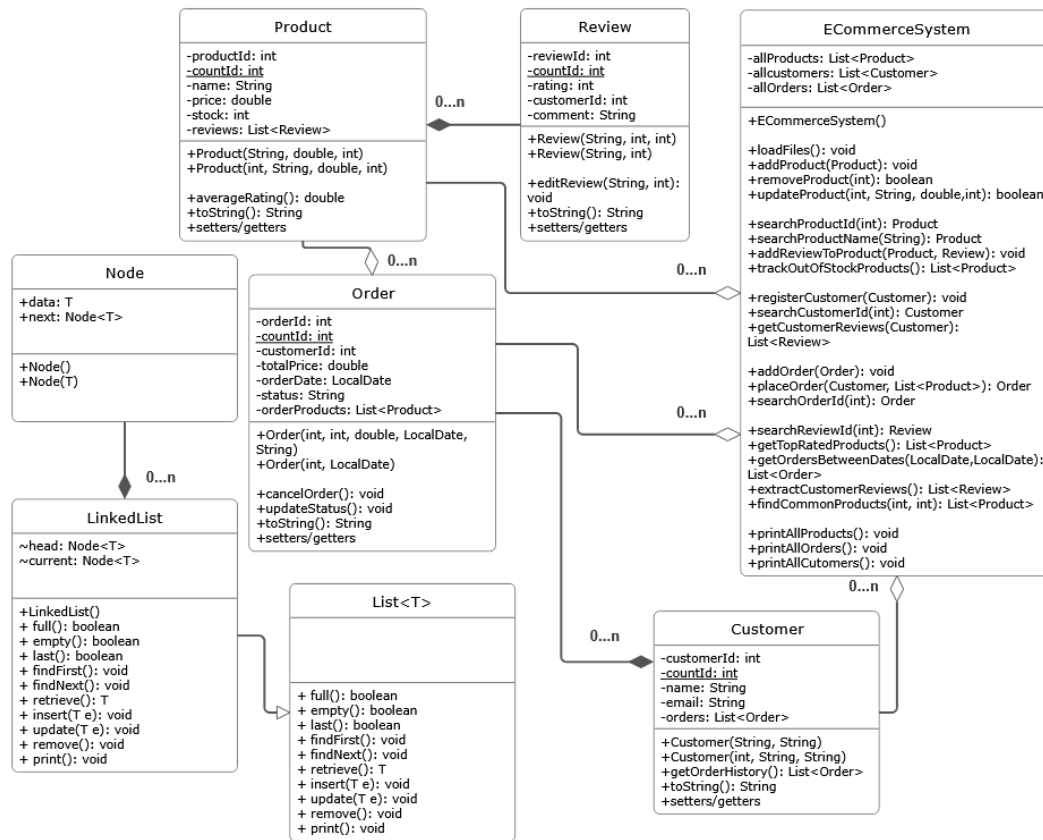 Product
-productId: int
-countId: int
-name: String
-price: double
-stock: int
-reviews: List<Review>
+Product(String, double, int)
+Product(int, String, double, int)
+averageRating(): double
+toString(): String
+setters/getters
0...n
Review
-reviewId: int
-countId: int
-rating: int
-customerId: int
-comment: String
+Review(String, int, int)
+Review(String, int)
+editReview(String, int):
void
+toString(): String
+setters/getters
ECommerceSystem
-allProducts: List<Product>
-allcustomers: List<Customer>
-allOrders: List<Order>
+ECommerceSystem()
+loadFiles(): void
+addProduct(Product): void
+removeProduct(int): boolean
+updateProduct(int, String, double,int): boolean
+searchProductId(int): Product
+searchProductName(String): Product
+addReviewToProduct(Product, Review): void
+trackOutOfStockProducts(): List<Product>
+registerCustomer(Customer): void
+searchCustomerId(int): Customer
+getCustomerReviews(Customer):
List<Review>
+addOrder(Order): void
+placeOrder(Customer, List<Product>): Order
+searchOrderId(int): Order
+searchReviewId(int): Review
+getTopRatedProducts(): List<Product>
+getOrdersBetweenDates(LocalDate,LocalDate):
List<Order>
+extractCustomerReviews(): List<Review>
+findCommonProducts(int, int): List<Product>
+printAllProducts(): void
+printAllOrders(): void
+printAllCutomers(): void
0...n
0...n
0...n
0...n
Node
+data: T
+next: Node<T>
+Node()
+Node(T)
0...n
Order
-orderId: int
-countId: int
-customerId: int
-totalPrice: double
-orderDate: LocalDate
-status: String
-orderProducts: List<Product>
+Order(int, int, double, LocalDate,
String)
+Order(int, LocalDate)
+cancelOrder(): void
+updateStatus(): void
+toString(): String
+setters/getters
LinkedList
~head: Node<T>
~current: Node<T>
+LinkedList()
+ full(): boolean
+ empty(): boolean
+ last(): boolean
+ findFirst(): void
+ findNext(): void
+ retrieve(): T
+ insert(T e): void
+ update(T e): void
+ remove(): void
+ print(): void
List<T>
+ full(): boolean
+ empty(): boolean
+ last(): boolean
+ findFirst(): void
+ findNext(): void
+ retrieve(): T
+ insert(T e): void
+ update(T e): void
+ remove(): void
+ print(): void
0...n
Customer
-customerId: int
-countId: int
-name: String
-email: String
-orders: List<Order>
+Customer(String, String)
+Customer(int, String, String)
+getOrderHistory(): List<Order>
+toString(): String
+setters/getters